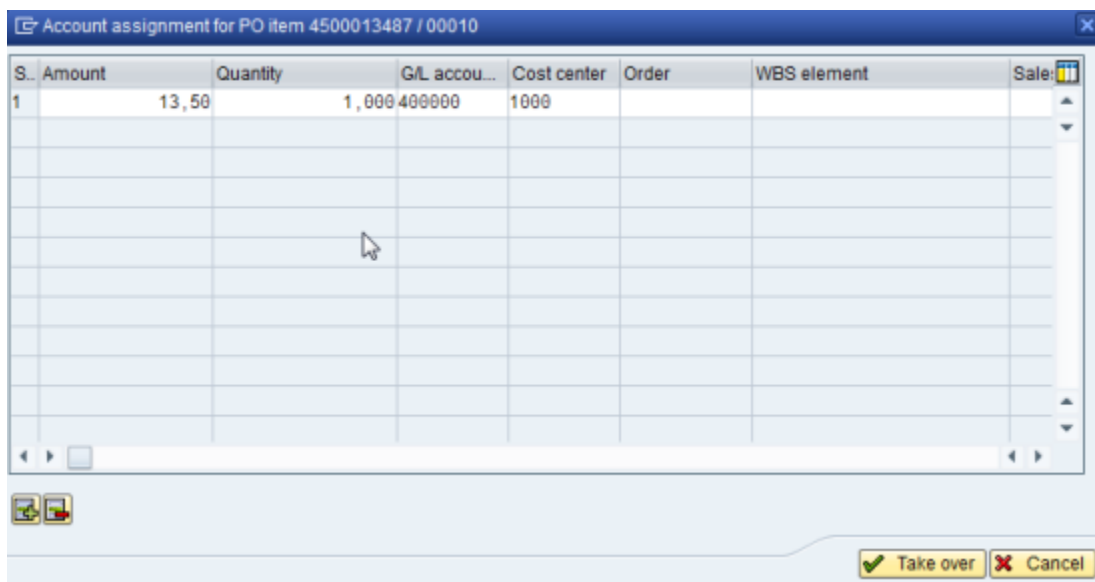 Account assignment for PO item 4500013487 / 00010
S.. Amount Quantity G/L accou... Cost center Order WBS element Sale
1 13,50 1,000 400000 1000
Take over Cancel